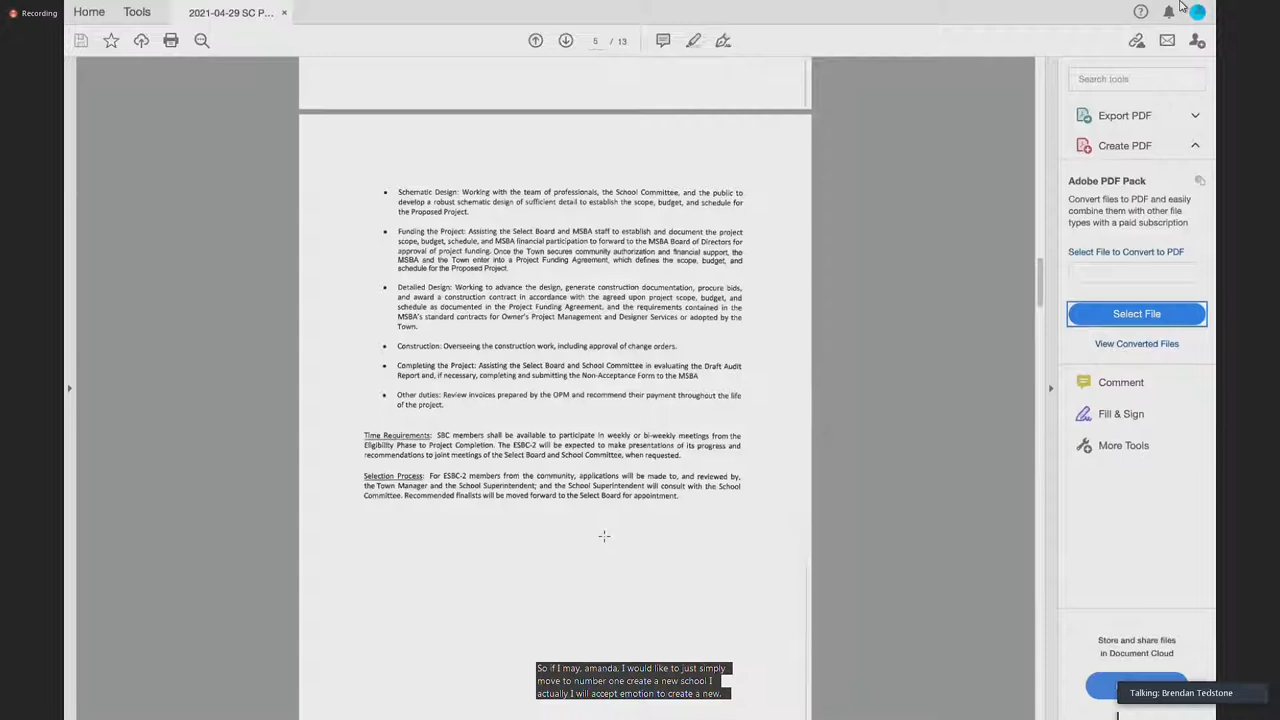 Recording
Home
Tools
2021-04-29 SC P... ×
5 / 13
Search tools
Export PDF
Create PDF
Adobe PDF Pack
Convert files to PDF and easily
combine them with other file
types with a paid subscription
Select File to Convert to PDF
Select File
View Converted Files
Comment
Fill & Sign
More Tools
Store and share files
in Document Cloud
• Schematic Design: Working with the team of professionals, the School Committee, and the public to
develop a robust schematic design of sufficient detail to establish the scope, budget, and schedule for
the Proposed Project.
• Funding the Project: Assisting the Select Board and MSBA staff to establish and document the project
scope, budget, schedule, and MSBA financial participation to forward to the MSBA Board of Directors for
approval of project funding. Once the Town secures community authorization and financial support, the
MSBA and the Town enter into a Project Funding Agreement, which defines the scope, budget, and
schedule for the Proposed Project.
• Detailed Design: Working to advance the design, generate construction documentation, procure bids,
and award a construction contract in accordance with the agreed upon project scope, budget, and
schedule as documented in the Project Funding Agreement, and the requirements contained in the
MSBA's standard contracts for Owner's Project Management and Designer Services or adopted by the
Town.
• Construction: Overseeing the construction work, including approval of change orders.
• Completing the Project: Assisting the Select Board and School Committee in evaluating the Draft Audit
Report and, if necessary, completing and submitting the Non-Acceptance Form to the MSBA
• Other duties: Review invoices prepared by the OPM and recommend their payment throughout the life
of the project.
Time Requirements: SBC members shall be available to participate in weekly or bi-weekly meetings from the
Eligibility Phase to Project Completion. The ESBC-2 will be expected to make presentations of its progress and
recommendations to joint meetings of the Select Board and School Committee, when requested.
Selection Process: For ESBC-2 members from the community, applications will be made to, and reviewed by,
the Town Manager and the School Superintendent; and the School Superintendent will consult with the School
Committee. Recommended finalists will be moved forward to the Select Board for appointment.
So if I may, amanda, I would like to just simply
move to number one create a new school I
actually I will accept emotion to create a new.
Talking: Brendan Tedstone